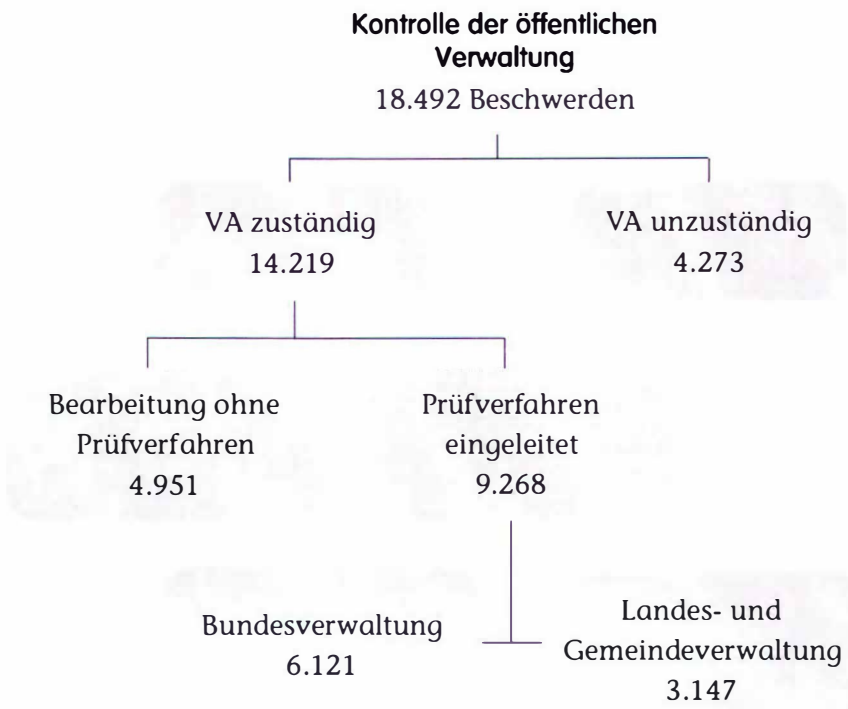 Kontrolle der öffentlichen
Verwaltung
18.492 Beschwerden
VA zuständig
14.219
VA unzuständig
4.273
Bearbeitung ohne
Prüfverfahren
4.951
Prüfverfahren
eingeleitet
9.268
Bundesverwaltung
6.121
Landes- und
Gemeindeverwaltung
3.147